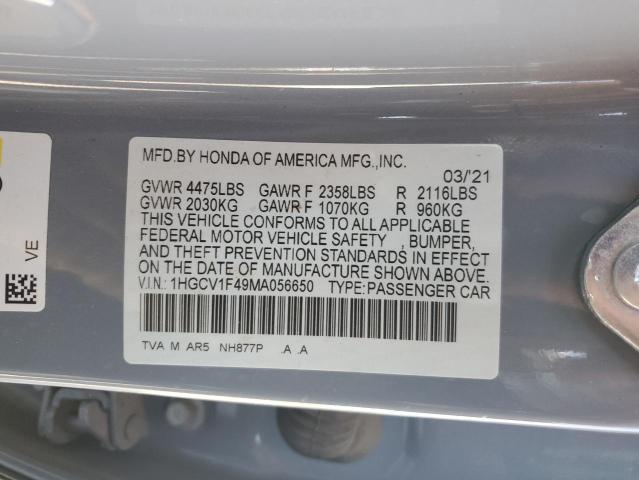 MFD.BY HONDA OF AMERICA MFG.,INC.
03/'21
GVWR 4475LBS GAWR F 2358LBS R 2116LBS
GVWR 2030KG GAWR F 1070KG R 960KG
THIS VEHICLE CONFORMS TO ALL APPLICABLE
FEDERAL MOTOR VEHICLE SAFETY , BUMPER,
AND THEFT PREVENTION STANDARDS IN EFFECT
ON THE DATE OF MANUFACTURE SHOWN ABOVE.
V.I.N.: 1HGCV1F49MA056650 TYPE:PASSENGER CAR
TVA M AR5 NH877P .A .A
VE